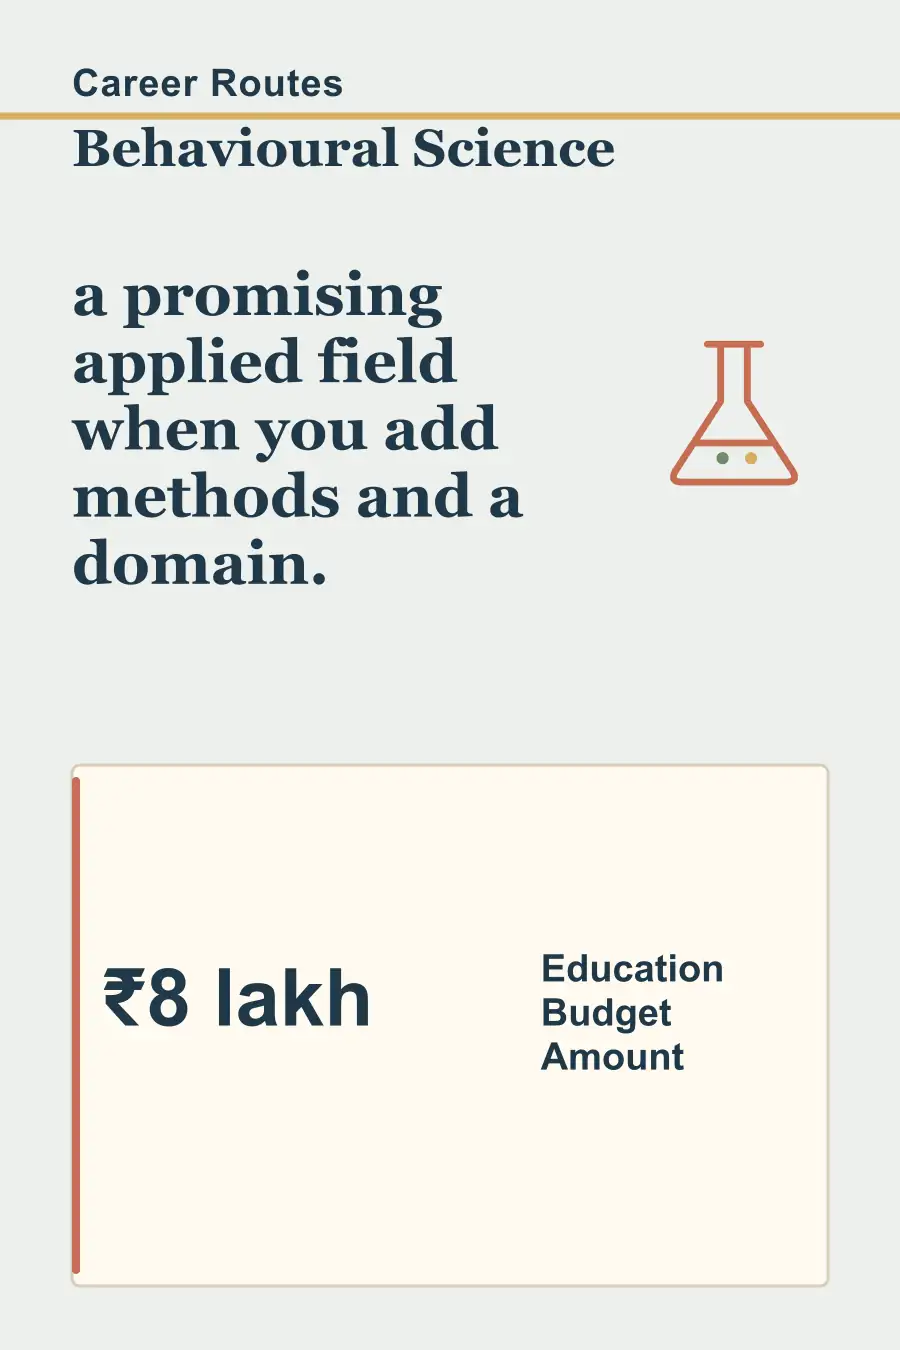 Career Routes
Behavioural Science
a promising
applied field
when you add
methods and a
domain.
₹8 lakh
Education
Budget
Amount